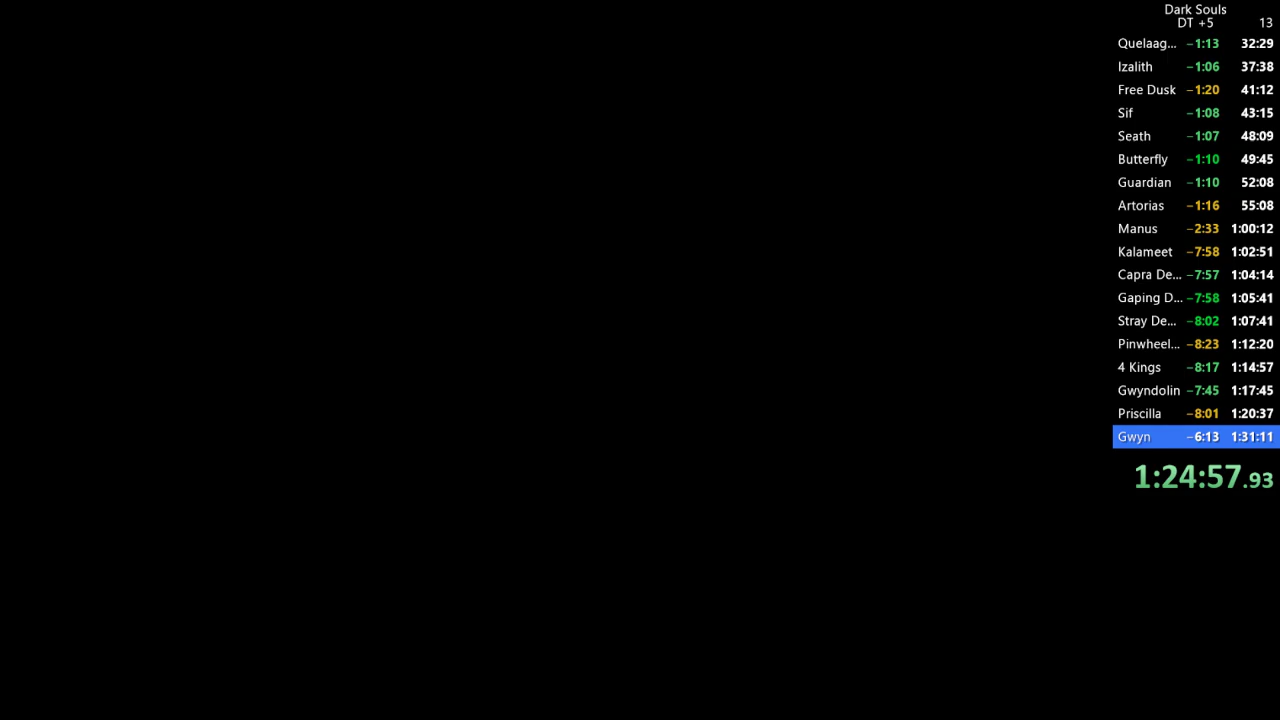 Dark Souls
DT +5 13
Quelaag... −1:13 32:29
Izalith −1:06 37:38
Free Dusk −1:20 41:12
Sif −1:08 43:15
Seath −1:07 48:09
Butterfly −1:10 49:45
Guardian −1:10 52:08
Artorias −1:16 55:08
Manus −2:33 1:00:12
Kalameet −7:58 1:02:51
Capra De... −7:57 1:04:14
Gaping D... −7:58 1:05:41
Stray De... −8:02 1:07:41
Pinwheel... −8:23 1:12:20
4 Kings −8:17 1:14:57
Gwyndolin −7:45 1:17:45
Priscilla −8:01 1:20:37
Gwyn −6:13 1:31:11
1:24:57.93